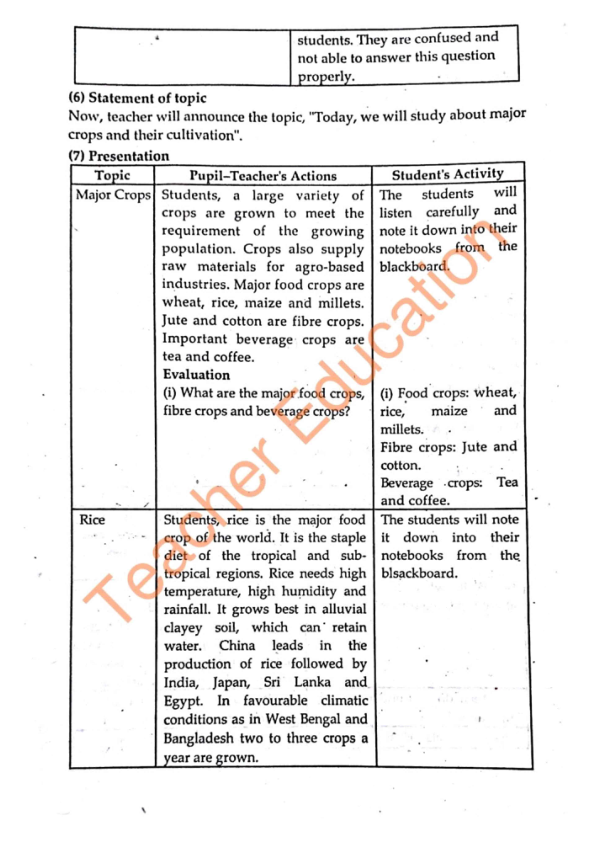 students. They are confused and
not able to answer this question
properly.
(6) Statement of topic
Now, teacher will announce the topic, "Today, we will study about major
crops and their cultivation".
(7) Presentation
Topic
Pupil–Teacher's Actions
Student's Activity
Major Crops
Students, a large variety of
crops are grown to meet the
requirement of the growing
population. Crops also supply
raw materials for agro-based
industries. Major food crops are
wheat, rice, maize and millets.
Jute and cotton are fibre crops.
Important beverage crops are
tea and coffee.
Evaluation
(i) What are the major food crops,
fibre crops and beverage crops?
The students will
listen carefully and
note it down into their
notebooks from the
blackboard.
(i) Food crops: wheat,
rice, maize and
millets.
Fibre crops: Jute and
cotton.
Beverage crops: Tea
and coffee.
Rice
Students, rice is the major food
crop of the world. It is the staple
diet of the tropical and sub-
tropical regions. Rice needs high
temperature, high humidity and
rainfall. It grows best in alluvial
clayey soil, which can retain
water. China leads in the
production of rice followed by
India, Japan, Sri Lanka and
Egypt. In favourable climatic
conditions as in West Bengal and
Bangladesh two to three crops a
year are grown.
The students will note
it down into their
notebooks from the
blsackboard.
Teacher Education